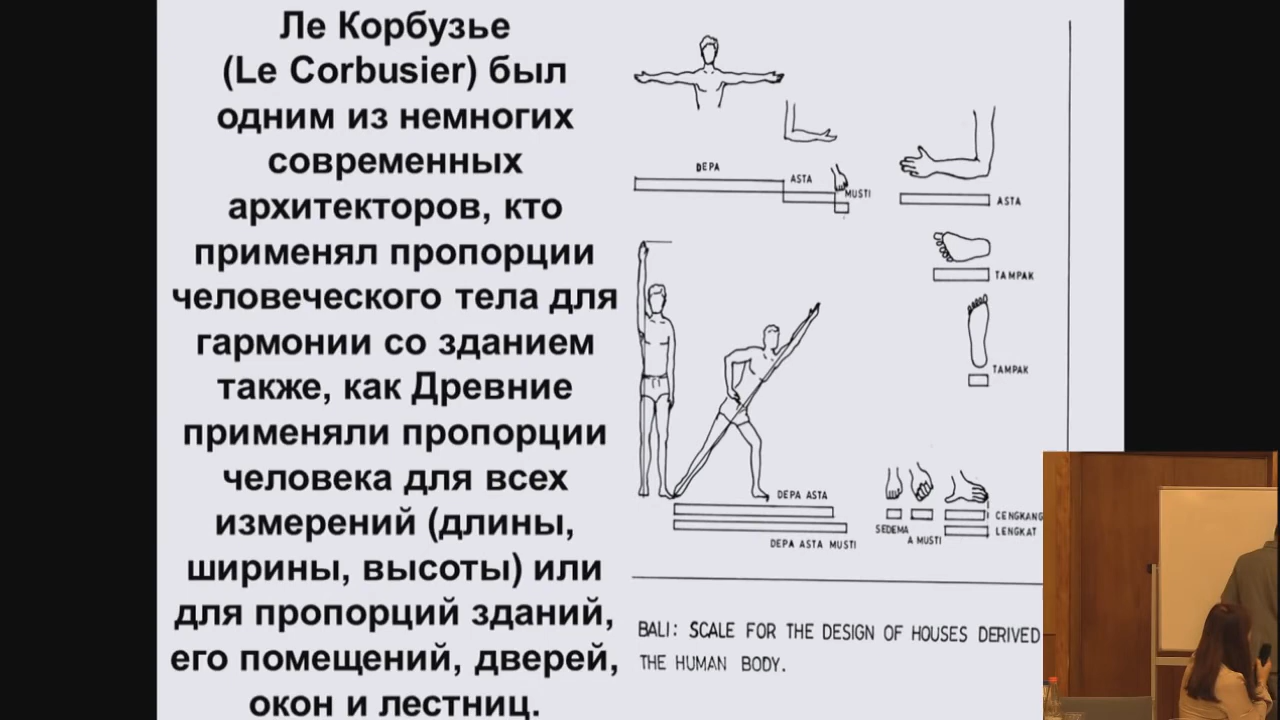 Ле Корбузье
(Le Corbusier) был
одним из немногих
современных
архитекторов, кто
применял пропорции
человеческого тела для
гармонии со зданием
также, как Древние
применяли пропорции
человека для всех
измерений (длины,
ширины, высоты) или
для пропорций зданий,
его помещений, дверей,
окон и лестниц.
DEPA
ASTA
MUSTI
ASTA
TAMPAK
TAMPAK
DEPA ASTA
DEPA ASTA MUSTI
SEDEMA
A MUSTI
CENGKANG
LENGKAT
BALI: SCALE FOR THE DESIGN OF HOUSES DERIVED
THE HUMAN BODY.